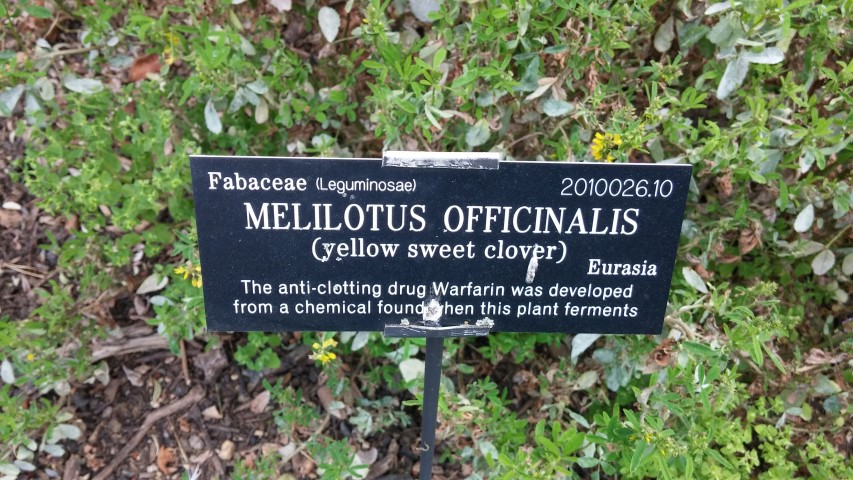 Fabaceae (Leguminosae) 2010026.10
MELILOTUS OFFICINALIS
(yellow sweet clover)
Eurasia
The anti-clotting drug Warfarin was developed
from a chemical found when this plant ferments